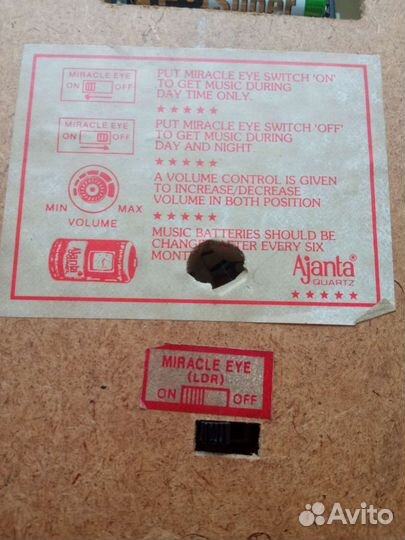 Super
MIRACLE EYE
ON OFF
PUT MIRACLE EYE SWITCH 'ON'
TO GET MUSIC DURING
DAY TIME ONLY.
MIRACLE EYE
ON OFF
PUT MIRACLE EYE SWITCH 'OFF'
TO GET MUSIC DURING
DAY AND NIGHT
MIN MAX
VOLUME
A VOLUME CONTROL IS GIVEN
TO INCREASE/DECREASE
VOLUME IN BOTH POSITION
Ajanta
MUSIC BATTERIES SHOULD BE
EVERY SIX
Ajanta®
QUARTZ
MIRACLE EYE
(LDR)
ON OFF
Avito